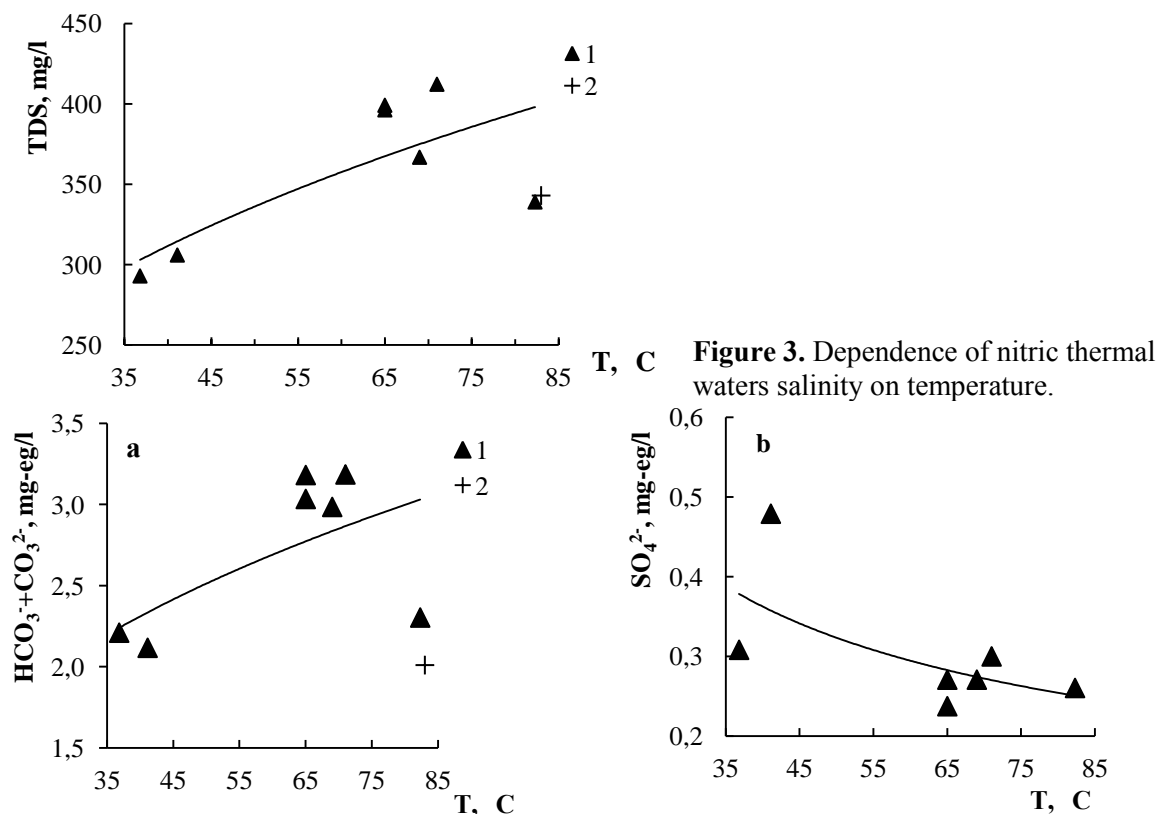 450
400
350
300
250
TDS, mg/l
1
2
35 45 55 65 75 85
T, C
Figure 3. Dependence of nitric thermal
waters salinity on temperature.
3,5
3,0
2,5
2,0
1,5
HCO₃⁻+CO₃²⁻, mg-eg/l
a
1
2
35 45 55 65 75 85
T, C
0,6
0,5
0,4
0,3
0,2
SO₄²⁻, mg-eg/l
b
35 45 55 65 75 85
T, C